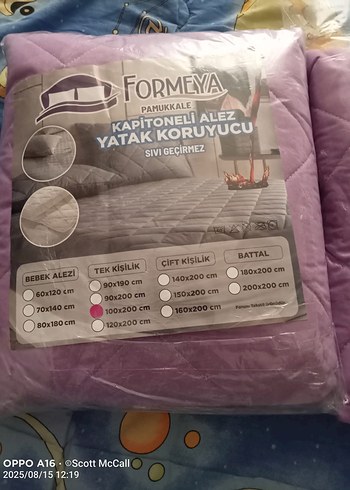 FORMEYA
PAMUKKALE
KAPİTONELİ ALEZ
YATAK KORUYUCU
SIVI GEÇİRMEZ
BEBEK ALEZİ
60x120 cm
70x140 cm
80x180 cm
TEK KİŞİLİK
90x190 cm
90x200 cm
100x200 cm
120x200 cm
ÇİFT KİŞİLİK
140x200 cm
150x200 cm
160x200 cm
BATTAL
180x200 cm
200x200 cm
OPPO A16 · ©Scott McCall
2025/08/15 12:19